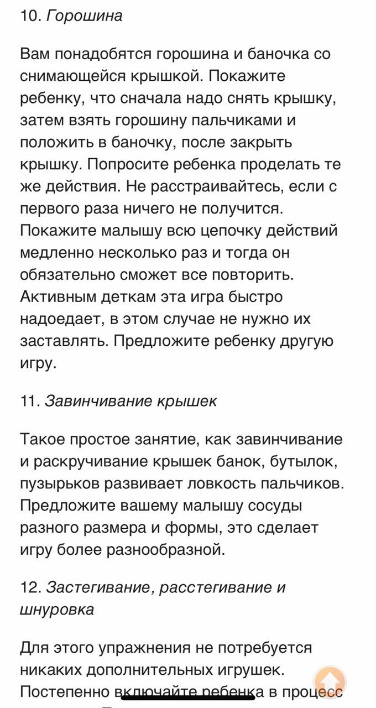 10. Горошина
Вам понадобятся горошина и баночка со
снимающейся крышкой. Покажите
ребенку, что сначала надо снять крышку,
затем взять горошину пальчиками и
положить в баночку, после закрыть
крышку. Попросите ребенка проделать те
же действия. Не расстраивайтесь, если с
первого раза ничего не получится.
Покажите малышу всю цепочку действий
медленно несколько раз и тогда он
обязательно сможет все повторить.
Активным деткам эта игра быстро
надоедает, в этом случае не нужно их
заставлять. Предложите ребенку другую
игру.
11. Завинчивание крышек
Такое простое занятие, как завинчивание
и раскручивание крышек банок, бутылок,
пузырьков развивает ловкость пальчиков.
Предложите вашему малышу сосуды
разного размера и формы, это сделает
игру более разнообразной.
12. Застегивание, расстегивание и
шнуровка
Для этого упражнения не потребуется
никаких дополнительных игрушек.
Постепенно включайте ребенка в процесс